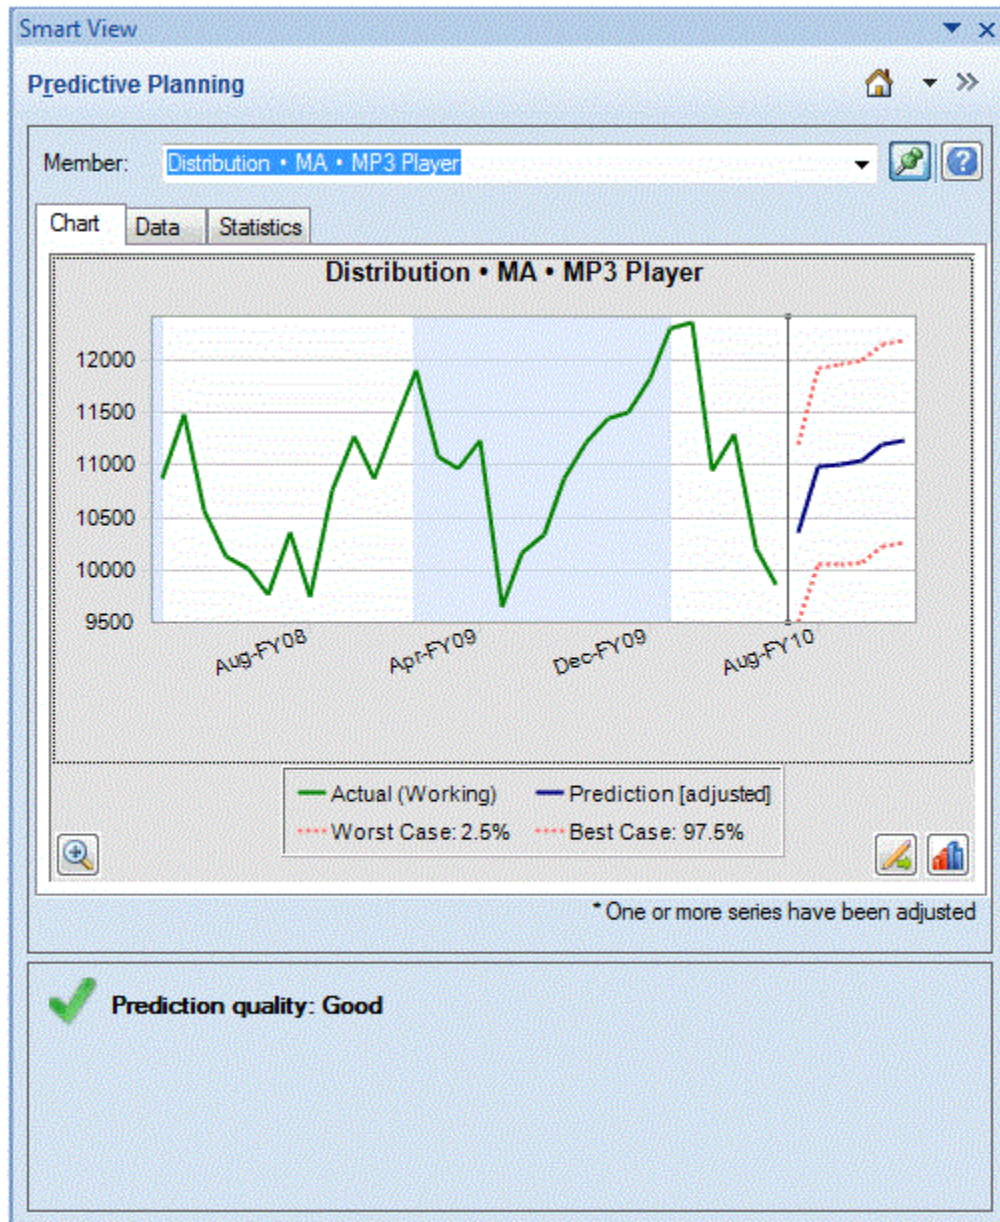 Smart View
Predictive Planning
Member: Distribution • MA • MP3 Player
Chart Data Statistics
Distribution • MA • MP3 Player
12000
11500
11000
10500
10000
9500
Aug-FY08 Apr-FY09 Dec-FY09 Aug-FY10
Actual (Working) Prediction [adjusted]
Worst Case: 2.5% Best Case: 97.5%
* One or more series have been adjusted
Prediction quality: Good